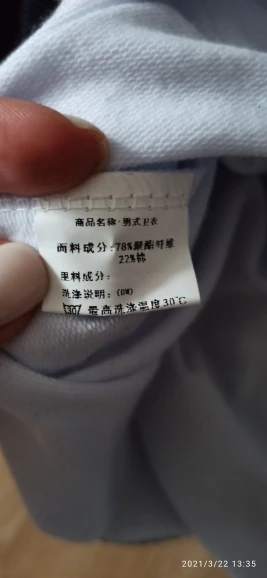 商品名称:男式卫衣
面料成分:78%聚酯纤维
22%棉
里料成分:
洗涤说明:(GW)
最高洗涤温度30℃
2021/3/22 13:35